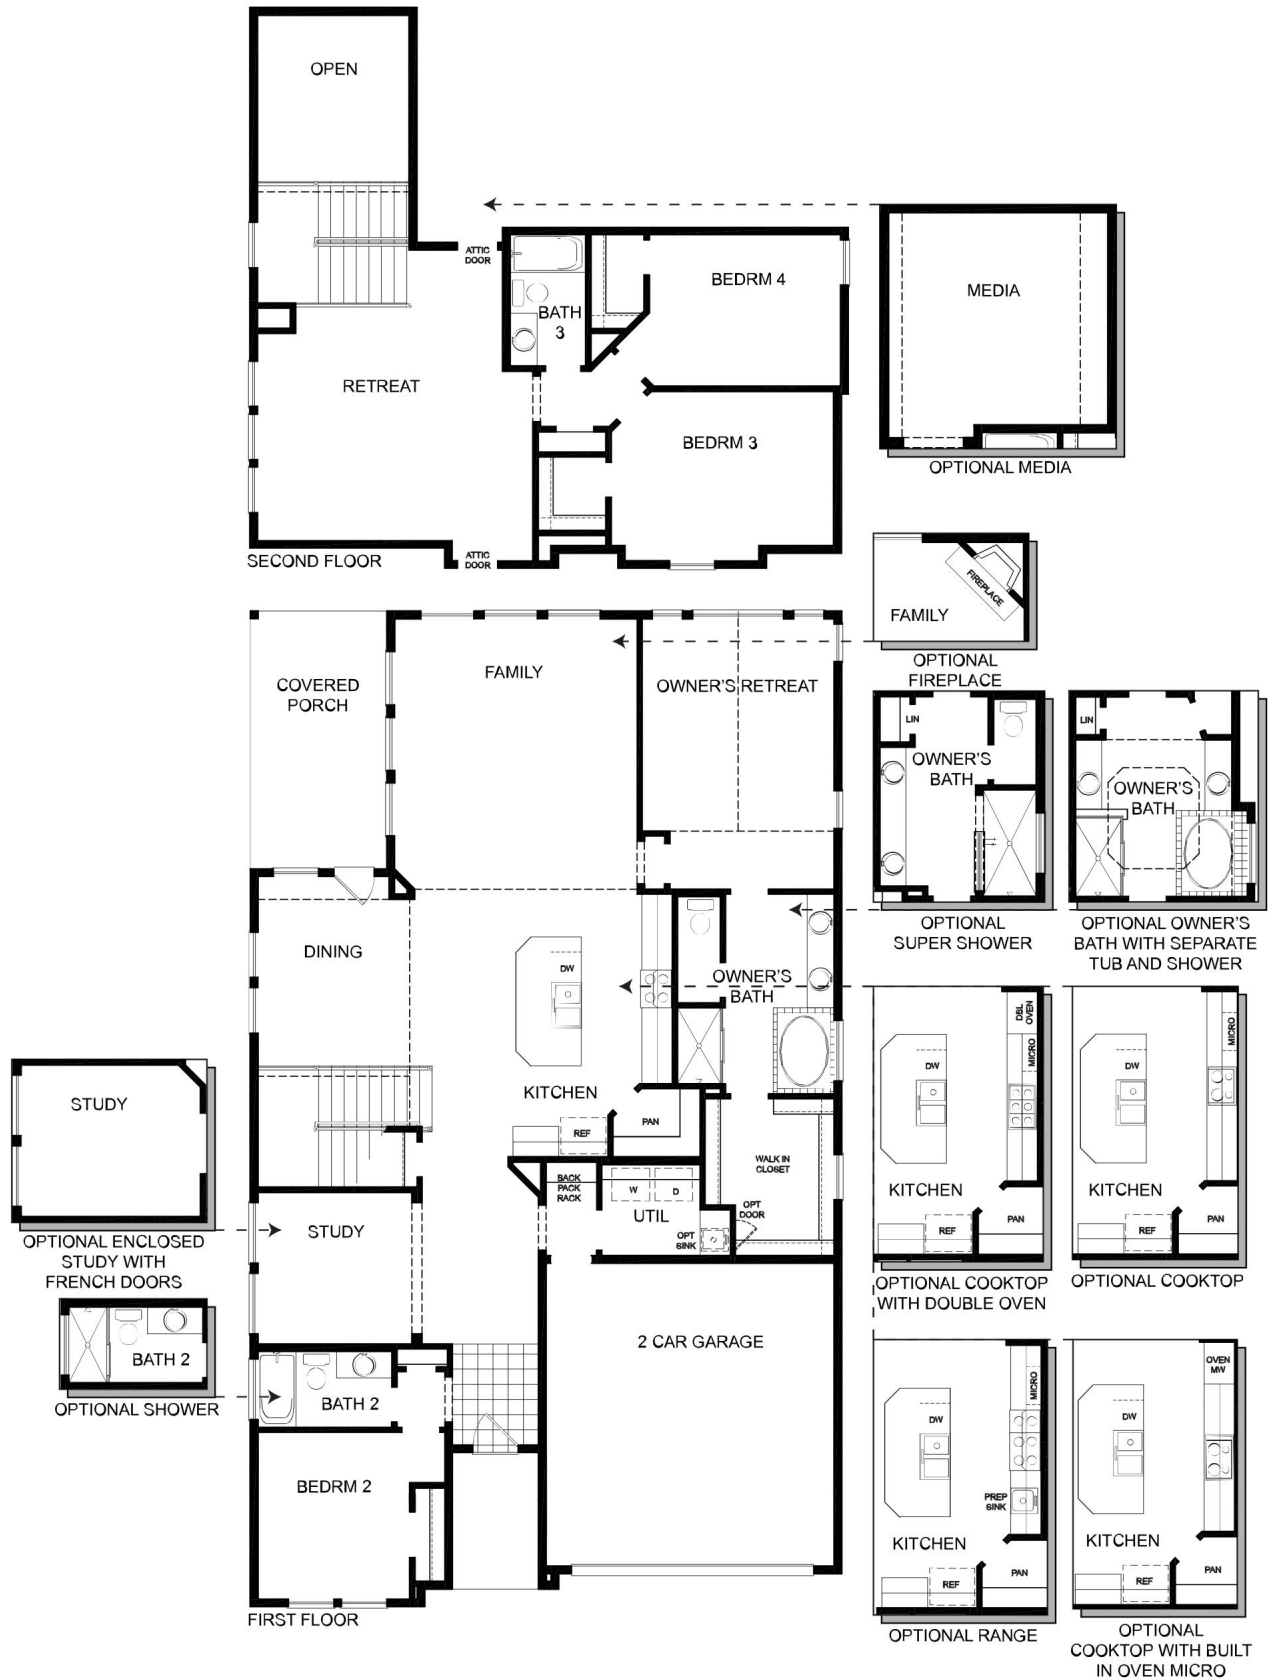 OPEN
ATTIC
DOOR
BEDRM 4
BATH
3
MEDIA
RETREAT
BEDRM 3
OPTIONAL MEDIA
SECOND FLOOR
ATTIC
DOOR
FIREPLACE
FAMILY
OPTIONAL
FIREPLACE
COVERED
PORCH
FAMILY
OWNER'S RETREAT
LIN
OWNER'S
BATH
OPTIONAL
SUPER SHOWER
LIN
OWNER'S
BATH
OPTIONAL OWNER'S
BATH WITH SEPARATE
TUB AND SHOWER
DINING
DW
OWNER'S
BATH
KITCHEN
REF
PAN
WALK IN
CLOSET
DBL
OVEN
MICRO
DW
KITCHEN
REF
PAN
OPTIONAL COOKTOP
WITH DOUBLE OVEN
MICRO
DW
KITCHEN
REF
PAN
OPTIONAL COOKTOP
STUDY
OPTIONAL ENCLOSED
STUDY WITH
FRENCH DOORS
STUDY
BACK
PACK
RACK
W
D
UTIL
OPT
SINK
OPT
DOOR
2 CAR GARAGE
BATH 2
OPTIONAL SHOWER
BATH 2
BEDRM 2
FIRST FLOOR
MICRO
DW
PREP
SINK
KITCHEN
REF
PAN
OPTIONAL RANGE
OVEN
MW
DW
KITCHEN
REF
PAN
OPTIONAL
COOKTOP WITH BUILT
IN OVEN MICRO